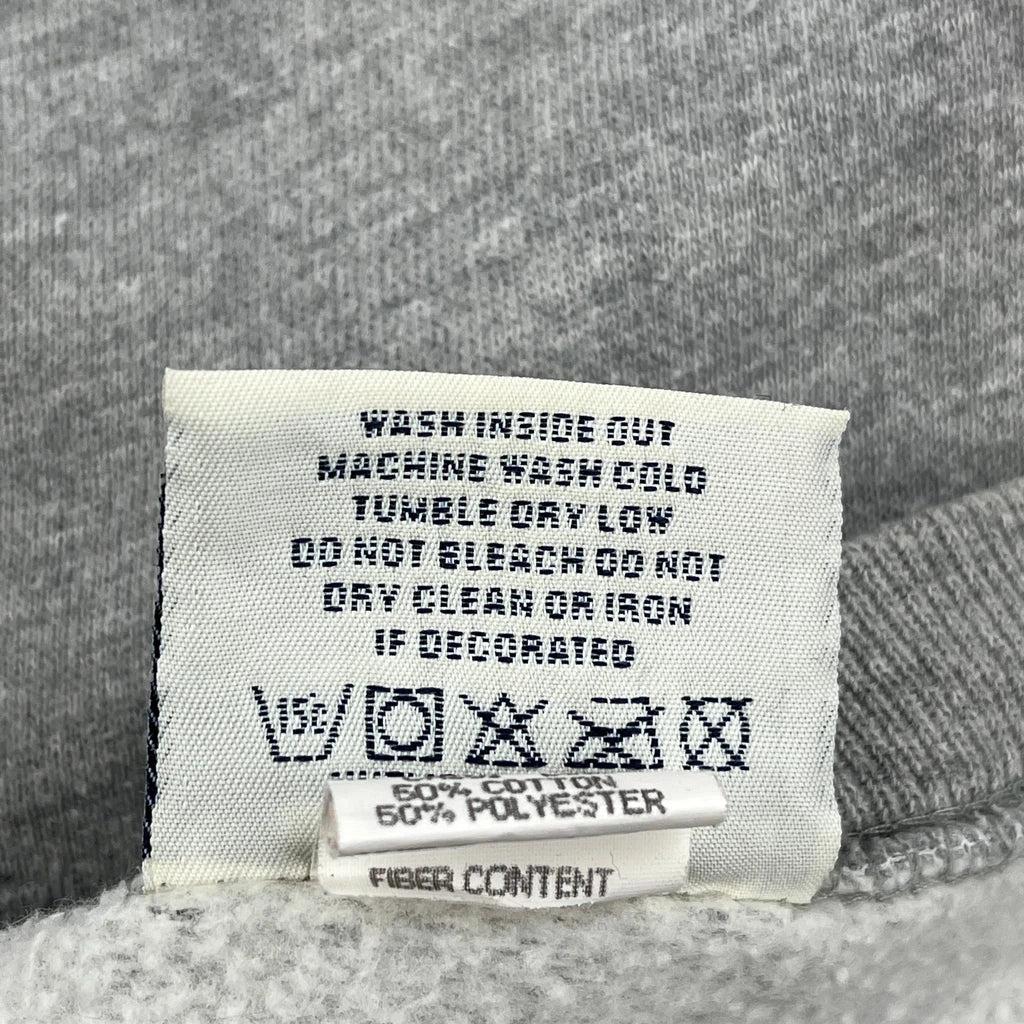 WASH INSIDE OUT
MACHINE WASH COLD
TUMBLE DRY LOW
DO NOT BLEACH DO NOT
DRY CLEAN OR IRON
IF DECORATED
50% COTTON
50% POLYESTER
FIBER CONTENT